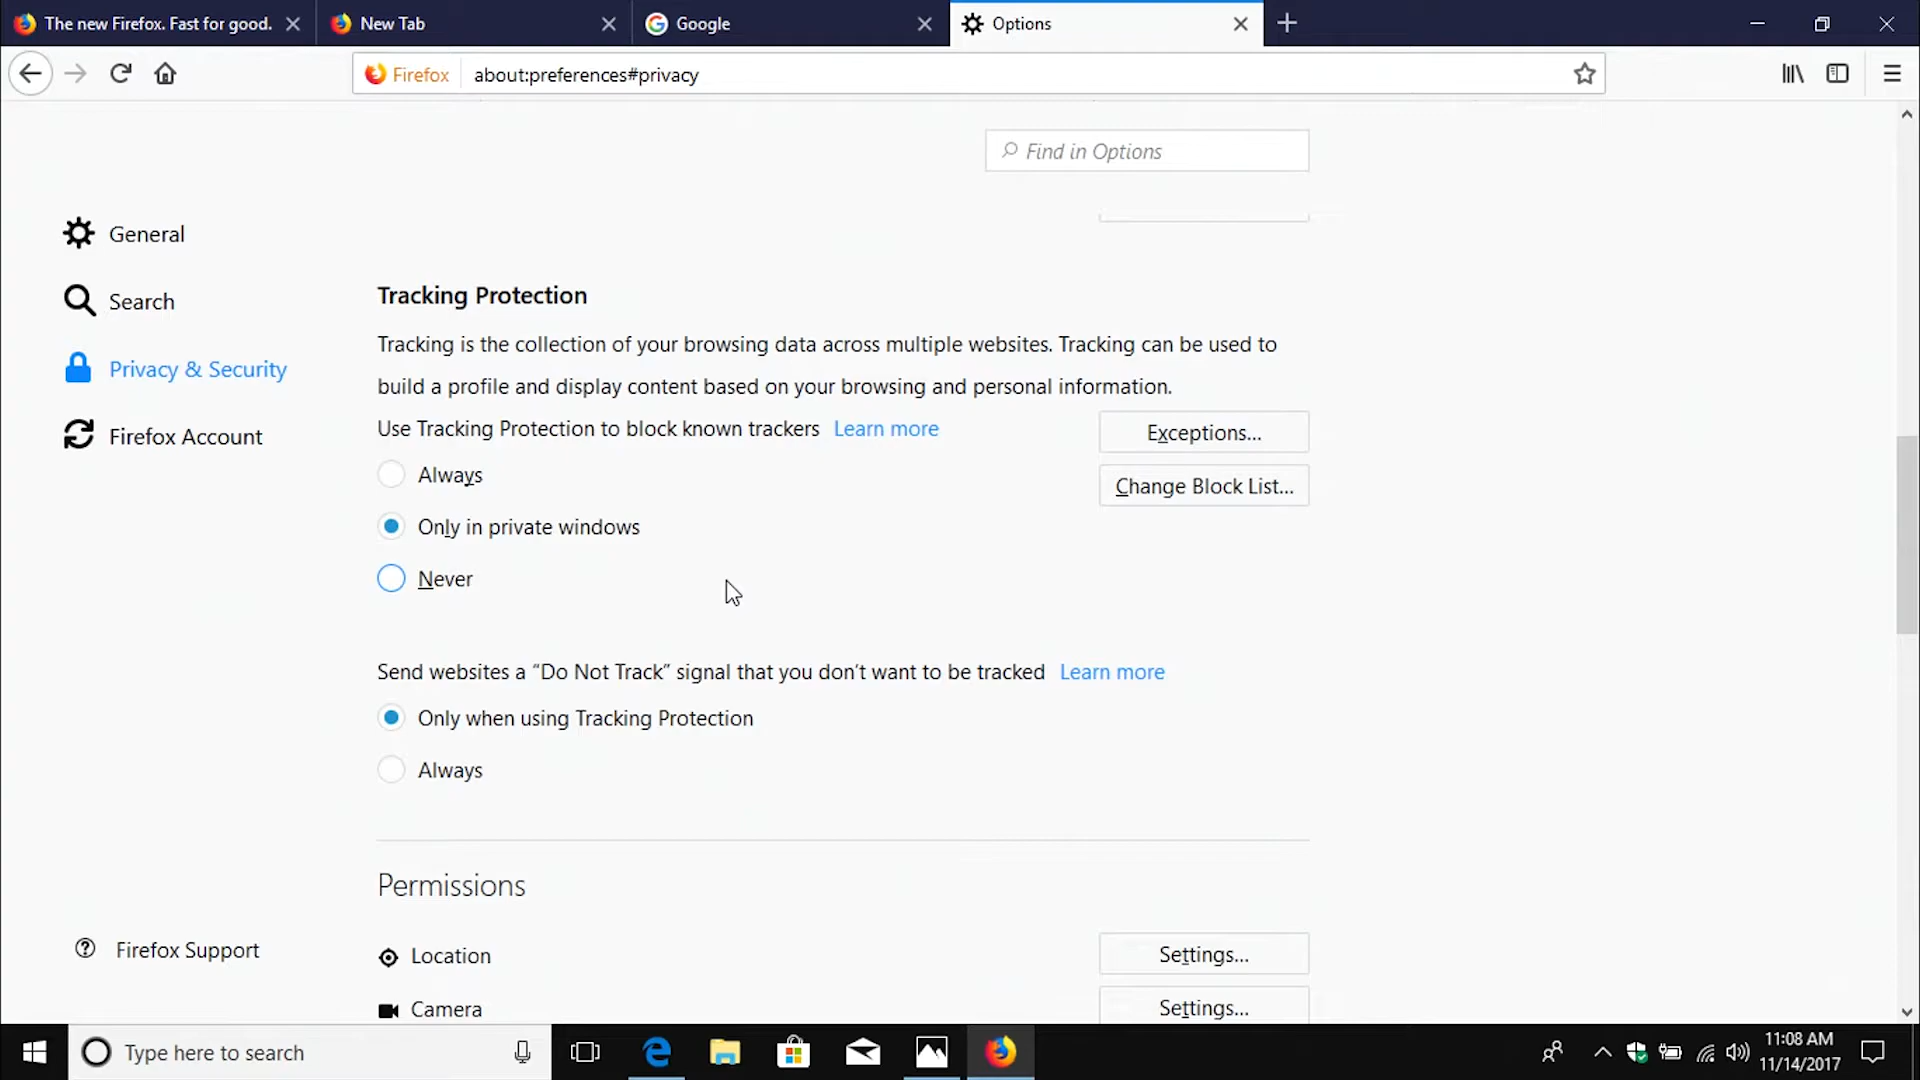 The new Firefox. Fast for good.
New Tab
Google
Options
Firefox
about:preferences#privacy
Find in Options
General
Search
Privacy & Security
Firefox Account
Tracking Protection
Tracking is the collection of your browsing data across multiple websites. Tracking can be used to
build a profile and display content based on your browsing and personal information.
Use Tracking Protection to block known trackers Learn more
Exceptions...
Always
Change Block List...
Only in private windows
Never
Send websites a “Do Not Track” signal that you don’t want to be tracked Learn more
Only when using Tracking Protection
Always
Permissions
Firefox Support
Location
Settings...
Camera
Settings...
Type here to search
11:08 AM
11/14/2017